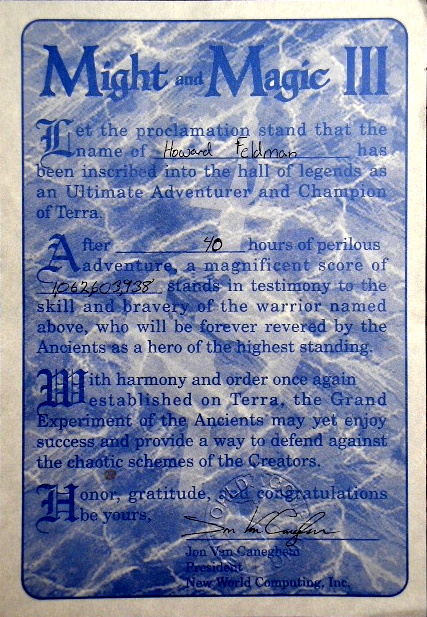 Might and Magic III
Let the proclamation stand that the
name of Howard Feldman has
been inscribed into the hall of legends as
an Ultimate Adventurer and Champion
of Terra.
After 40 hours of perilous
adventure, a magnificent score of
1062603938 stands in testimony to the
skill and bravery of the warrior named
above, who will be forever revered by the
Ancients as a hero of the highest standing.
With harmony and order once again
established on Terra, the Grand
Experiment of the Ancients may yet enjoy
success and provide a way to defend against
the chaotic schemes of the Creators.
Honor, gratitude, and congratulations
be yours,
Jon Van Caneghem
Jon Van Caneghem
President
New World Computing, Inc.